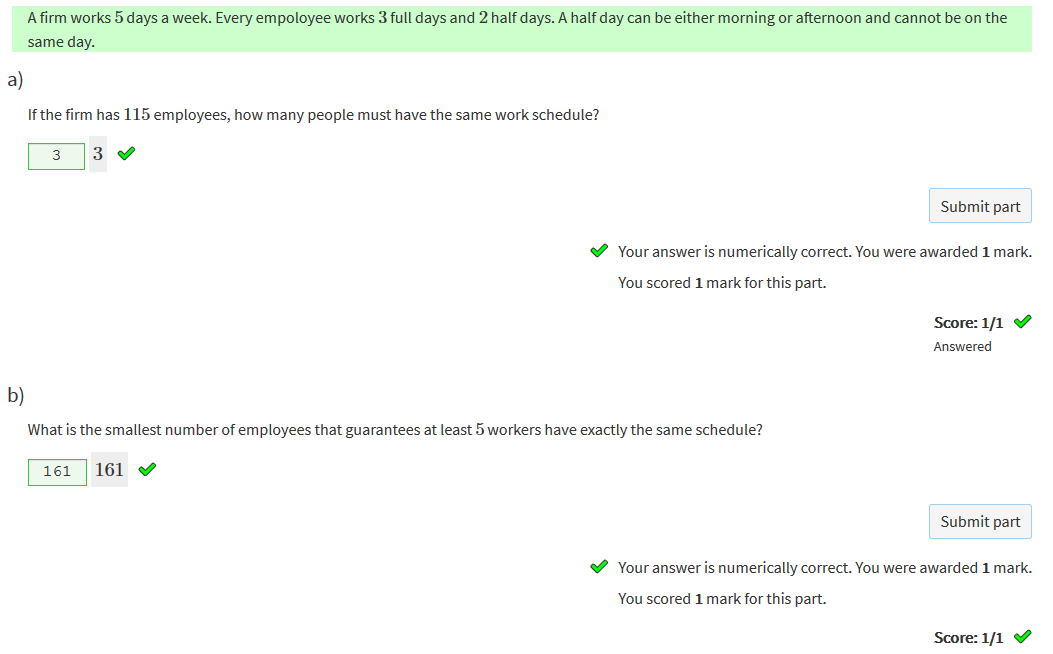 A firm works 5 days a week. Every empoloyee works 3 full days and 2 half days. A half day can be either morning or afternoon and cannot be on the
same day.
a)
If the firm has 115 employees, how many people must have the same work schedule?
3 3
Submit part
Your answer is numerically correct. You were awarded 1 mark.
You scored 1 mark for this part.
Score: 1/1
Answered
b)
What is the smallest number of employees that guarantees at least 5 workers have exactly the same schedule?
161 161
Submit part
Your answer is numerically correct. You were awarded 1 mark.
You scored 1 mark for this part.
Score: 1/1